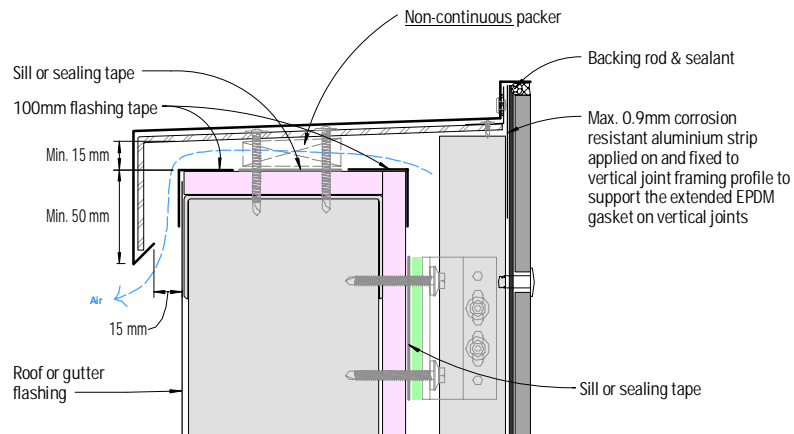 Non-continuous packer
Backing rod & sealant
Sill or sealing tape
100mm flashing tape
Min. 15 mm
Min. 50 mm
Max. 0.9mm corrosion
resistant aluminium strip
applied on and fixed to
vertical joint framing profile to
support the extended EPDM
gasket on vertical joints
Air
15 mm
Roof or gutter
flashing
Sill or sealing tape